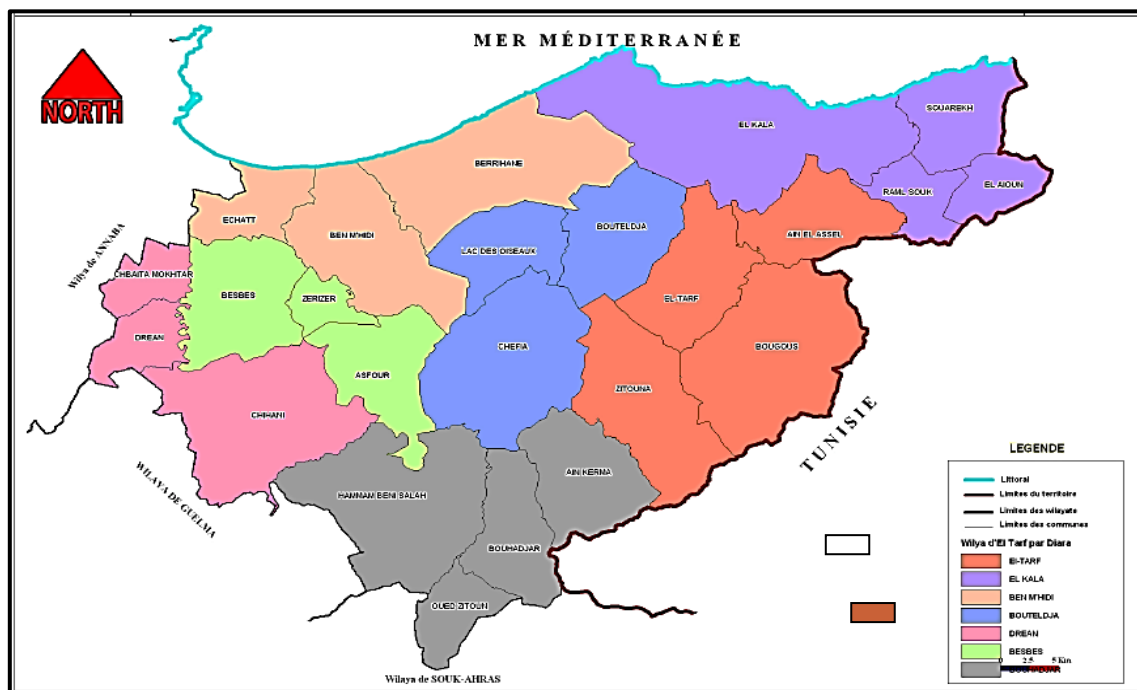 MER MÉDITERRANÉE
NORTH
SOUAREKH
EL KALA
BERRIHANE
RAML SOUK
EL AIOUN
ECHATT
BOUTELDJA
BEN M'HIDI
AIN EL ASSEL
LAC DES OISEAUX
Wilya de ANNABA
CHBAITA MOKHTAR
BESBES
ZERIZER
EL-TARF
DREAN
CHEFIA
BOUGOUS
ASFOUR
ZITOUNA
CHIHANI
TUNISIE
WILAYA DE GUELMA
HAMMAM BENI SALAH
AIN KERMA
BOUHADJAR
OUED ZITOUN
Wilaya de SOUK-AHRAS
LEGENDE
Littoral
Limites du territoire
Limites des wilayate
Limites des communes
Wilya d'El Tarf par Diara
El-TARF
EL KALA
BEN M'HIDI
BOUTELDJA
DREAN
BESBES
0 2.5 5 Km